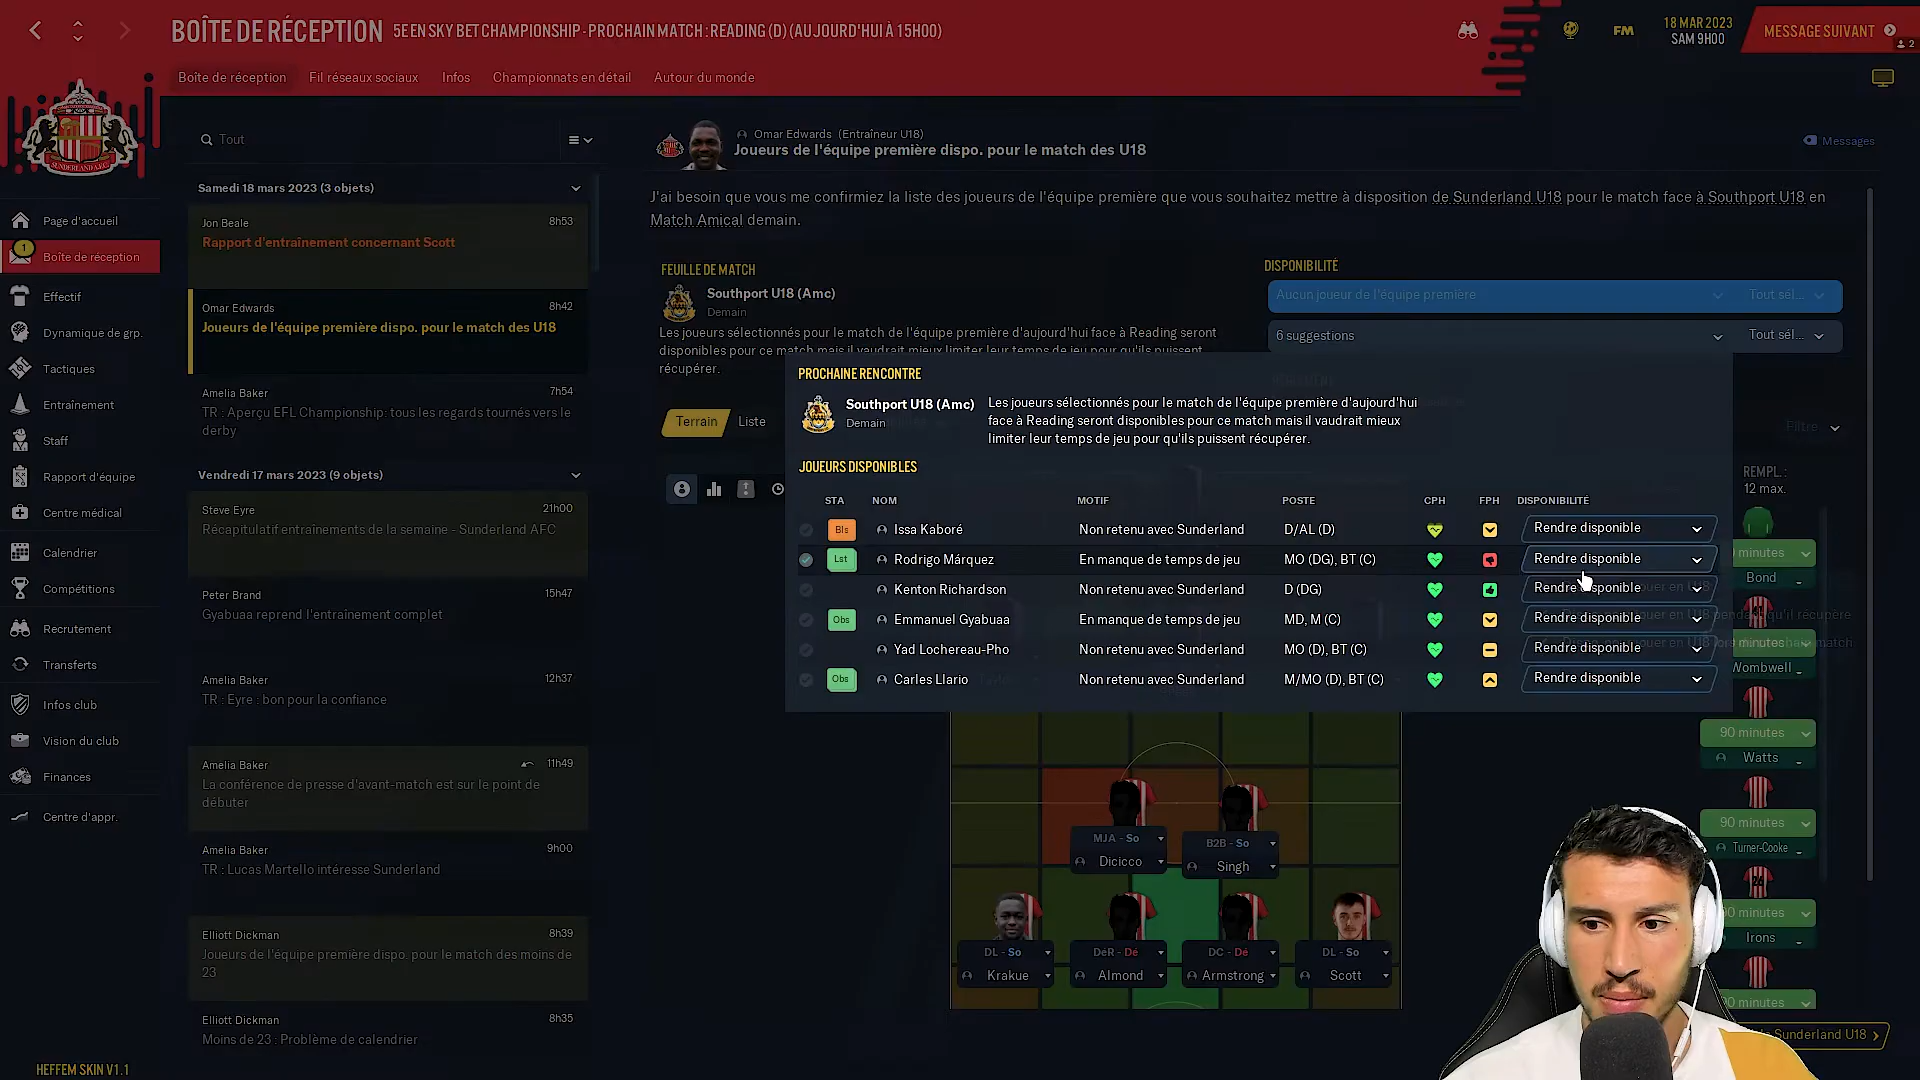 BOÎTE DE RÉCEPTION
5E EN SKY BET CHAMPIONSHIP - PROCHAIN MATCH : READING (D) (AUJOURD'HUI À 15H00)
FM
18 MAR 2023
SAM 9H00
MESSAGE SUIVANT
2
Boîte de réception
Fil réseaux sociaux
Infos
Championnats en détail
Autour du monde
Page d'accueil
1
Boîte de réception
Effectif
Dynamique de grp.
Tactiques
Entraînement
Staff
Rapport d'équipe
Centre médical
Calendrier
Compétitions
Recrutement
Transferts
Infos club
Vision du club
Finances
Centre d'appr.
HEFFEM SKIN V1.1
Tout
Samedi 18 mars 2023 (3 objets)
Jon Beale
8h53
Rapport d'entraînement concernant Scott
Omar Edwards
8h42
Joueurs de l'équipe première dispo. pour le match des U18
Amelia Baker
7h54
TR : Aperçu EFL Championship: tous les regards tournés vers le
derby
Vendredi 17 mars 2023 (9 objets)
Steve Eyre
21h00
Récapitulatif entraînements de la semaine - Sunderland AFC
Peter Brand
15h47
Gyabuaa reprend l'entraînement complet
Amelia Baker
12h37
TR : Eyre : bon pour la confiance
Amelia Baker
11h49
La conférence de presse d'avant-match est sur le point de
débuter
Amelia Baker
9h00
TR : Lucas Martello intéresse Sunderland
Elliott Dickman
8h39
Joueurs de l'équipe première dispo. pour le match des moins de
23
Elliott Dickman
8h35
Moins de 23 : Problème de calendrier
Omar Edwards (Entraîneur U18)
Joueurs de l'équipe première dispo. pour le match des U18
Messages
J'ai besoin que vous me confirmiez la liste des joueurs de l'équipe première que vous souhaitez mettre à disposition de Sunderland U18 pour le match face à Southport U18 en
Match Amical demain.
FEUILLE DE MATCH
Southport U18 (Amc)
Demain
Les joueurs sélectionnés pour le match de l'équipe première d'aujourd'hui face à Reading seront
disponibles pour ce match mais il vaudrait mieux limiter leur temps de jeu pour qu'ils puissent
récupérer.
Terrain
Liste
DISPONIBILITÉ
Aucun joueur de l'équipe première
Tout sél...
6 suggestions
Tout sél...
Filtre
REMPL. :
12 max.
PROCHAINE RENCONTRE
Southport U18 (Amc)
Demain
Les joueurs sélectionnés pour le match de l'équipe première d'aujourd'hui
face à Reading seront disponibles pour ce match mais il vaudrait mieux
limiter leur temps de jeu pour qu'ils puissent récupérer.
JOUEURS DISPONIBLES
STA NOM MOTIF POSTE CPH FPH DISPONIBILITÉ
Bls Issa Kaboré Non retenu avec Sunderland D/AL (D) Rendre disponible
Lst Rodrigo Márquez En manque de temps de jeu MO (DG), BT (C) Rendre disponible
Kenton Richardson Non retenu avec Sunderland D (DG) Rendre disponible
Obs Emmanuel Gyabuaa En manque de temps de jeu MD, M (C) Rendre disponible
Yad Lochereau-Pho Non retenu avec Sunderland MO (D), BT (C) Rendre disponible
Obs Carles Llario Non retenu avec Sunderland M/MO (D), BT (C) Rendre disponible
minutes
Bond
minutes
Wombwell
90 minutes
Watts
90 minutes
Turner-Cooke
90 minutes
Irons
90 minutes
MJA - So
Dicicco
B2B - So
Singh
DL - So
Krakue
DéR - Dé
Almond
DC - Dé
Armstrong
DL - So
Scott
Sunderland U18